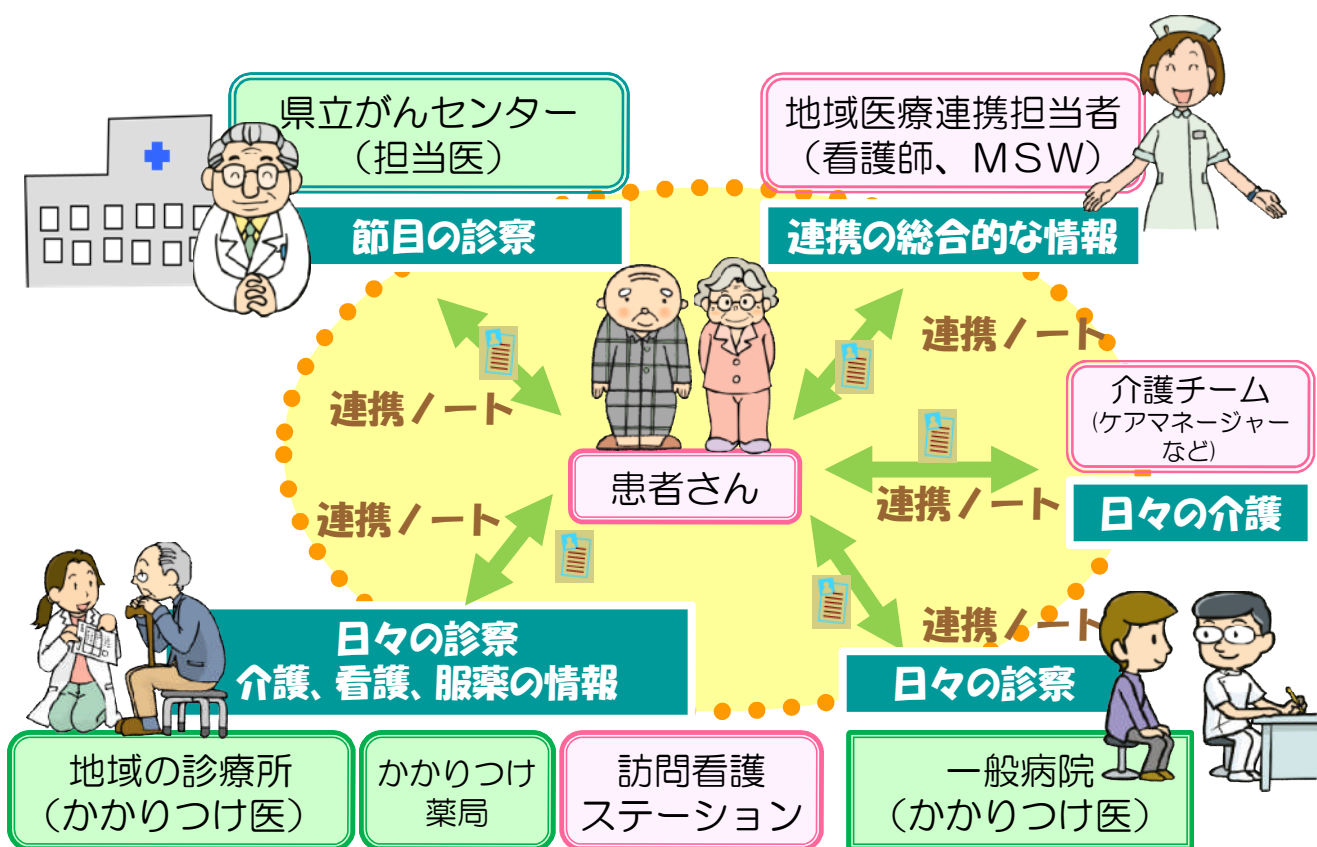 県立がんセンター
（担当医）
節目の診察
地域医療連携担当者
（看護師、ＭＳＷ）
連携の総合的な情報
連携ノート
連携ノート
介護チーム
(ケアマネージャー
など)
患者さん
連携ノート
連携ノート
日々の介護
連携ノート
日々の診察
介護、看護、服薬の情報
日々の診察
地域の診療所
（かかりつけ医）
かかりつけ
薬局
訪問看護
ステーション
一般病院
（かかりつけ医）